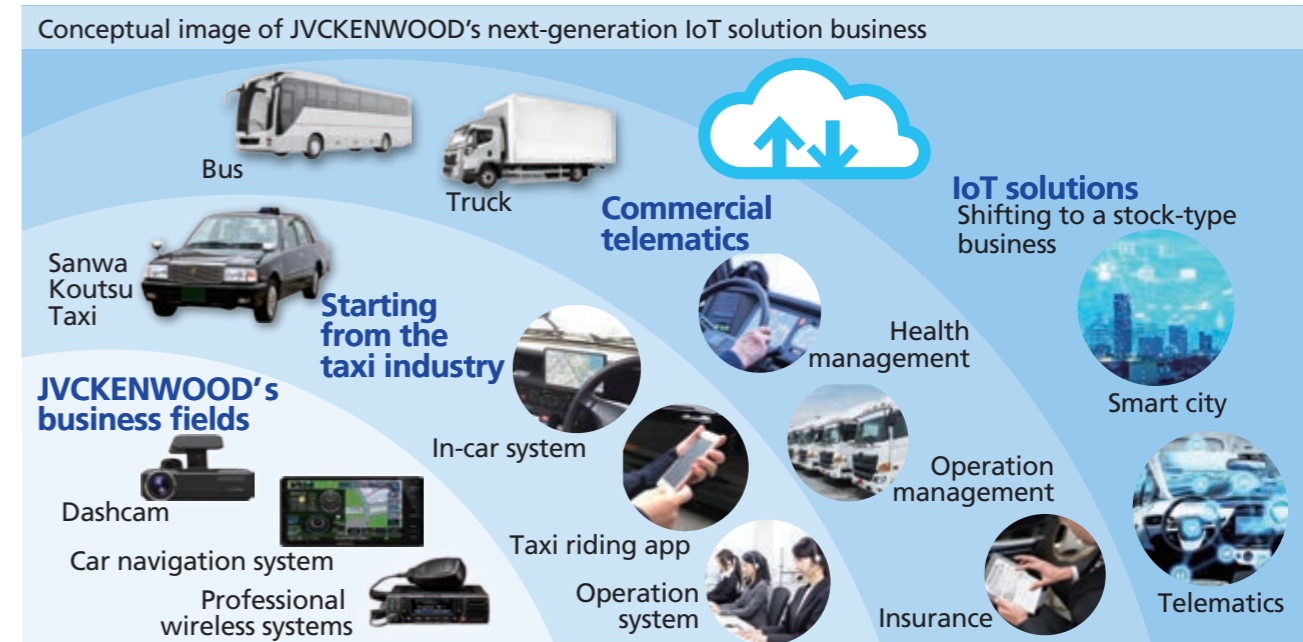 Conceptual image of JVCKENWOOD's next-generation IoT solution business
Bus
Truck
Commercial
telematics
IoT solutions
Shifting to a stock-type
business
Sanwa
Koutsu
Taxi
Starting
from the
taxi industry
Health
management
Smart city
JVCKENWOOD's
business fields
In-car system
Operation
management
Dashcam
Taxi riding app
Car navigation system
Operation
system
Insurance
Telematics
Professional
wireless systems